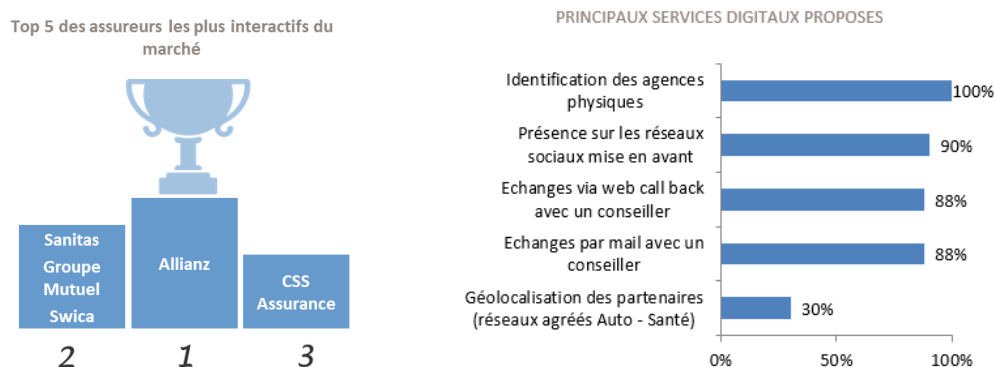 Top 5 des assureurs les plus interactifs du
marché
Sanitas
Groupe
Mutuel
Swica
Allianz
CSS
Assurance
2
1
3
PRINCIPAUX SERVICES DIGITAUX PROPOSES
Identification des agences
physiques
100%
Présence sur les réseaux
sociaux mise en avant
90%
Echanges via web call back
avec un conseiller
88%
Echanges par mail avec un
conseiller
88%
Géolocalisation des partenaires
(réseaux agréés Auto - Santé)
30%
0%
50%
100%